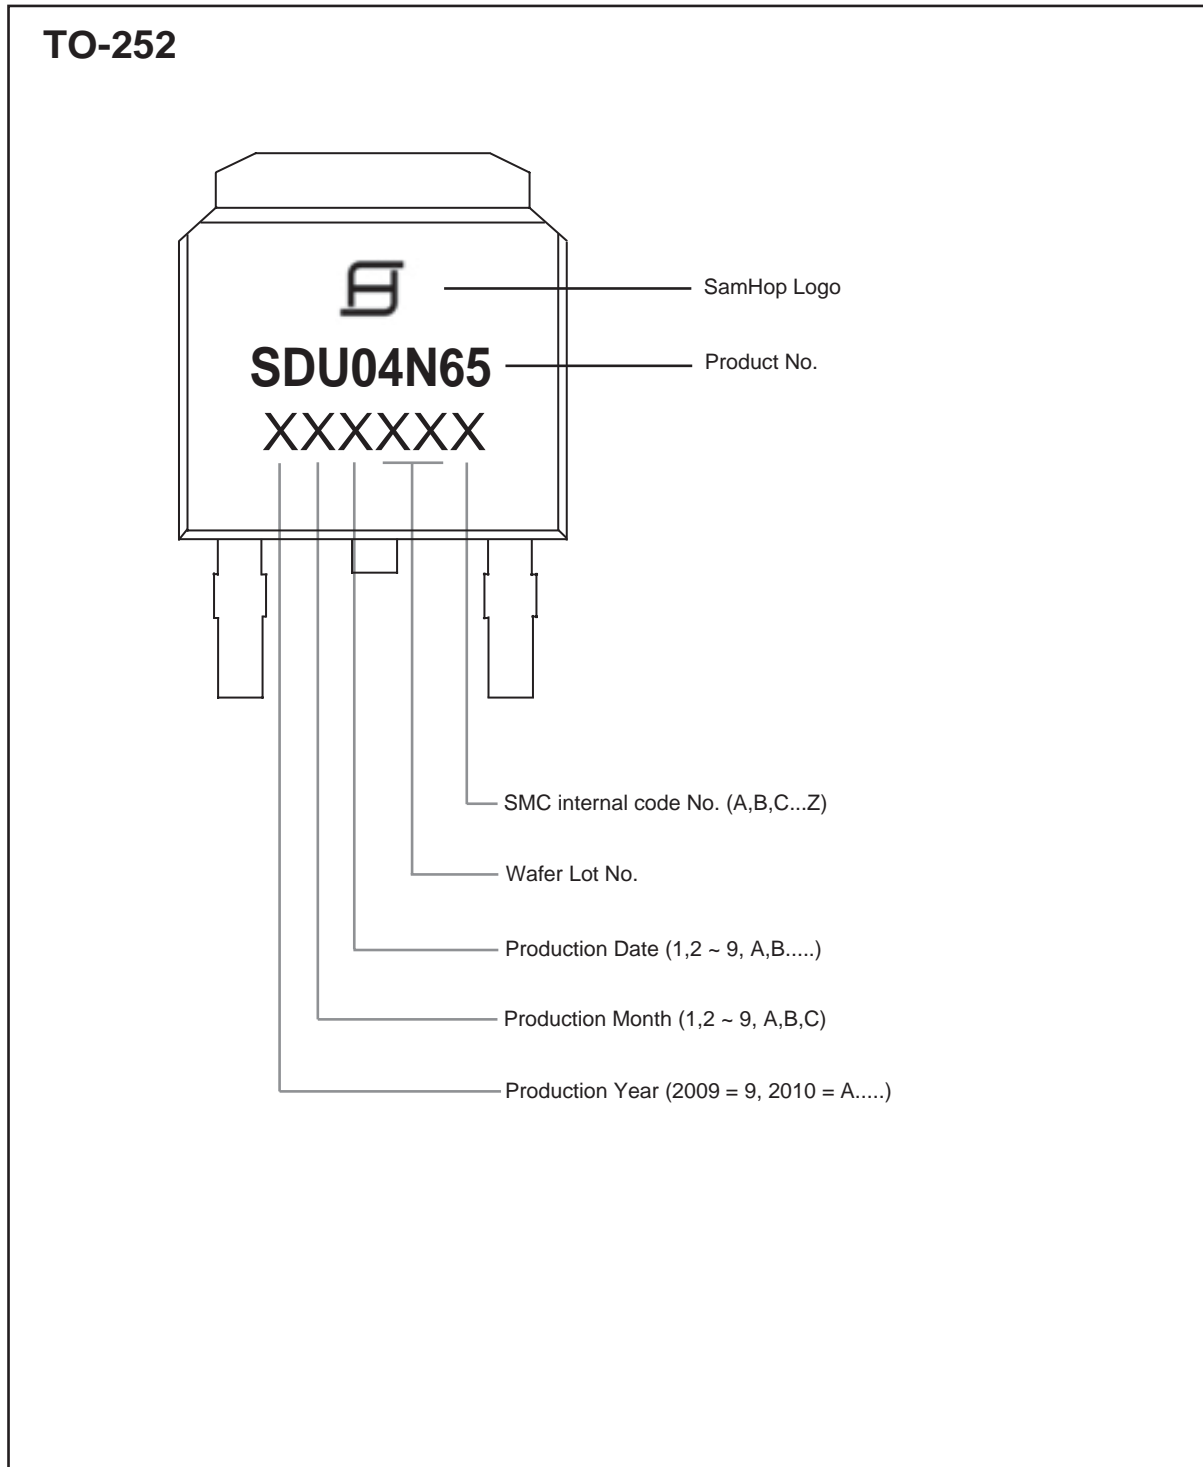 TO-252
SamHop Logo
SDU04N65
Product No.
XXXXXX
SMC internal code No. (A,B,C...Z)
Wafer Lot No.
Production Date (1,2 ~ 9, A,B.....)
Production Month (1,2 ~ 9, A,B,C)
Production Year (2009 = 9, 2010 = A.....)